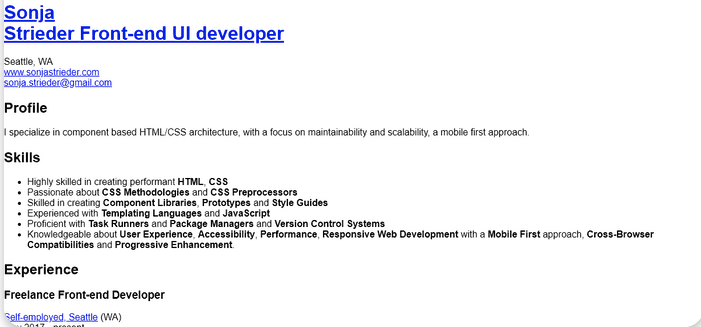 Sonja
Strieder Front-end UI developer
Seattle, WA
www.sonjastrieder.com
sonja.strieder@gmail.com
Profile
I specialize in component based HTML/CSS architecture, with a focus on maintainability and scalability, a mobile first approach.
Skills
Highly skilled in creating performant HTML, CSS
Passionate about CSS Methodologies and CSS Preprocessors
Skilled in creating Component Libraries, Prototypes and Style Guides
Experienced with Templating Languages and JavaScript
Proficient with Task Runners and Package Managers and Version Control Systems
Knowledgeable about User Experience, Accessibility, Performance, Responsive Web Development with a Mobile First approach, Cross-Browser
Compatibilities and Progressive Enhancement.
Experience
Freelance Front-end Developer
Self-employed, Seattle (WA)
2017 - present